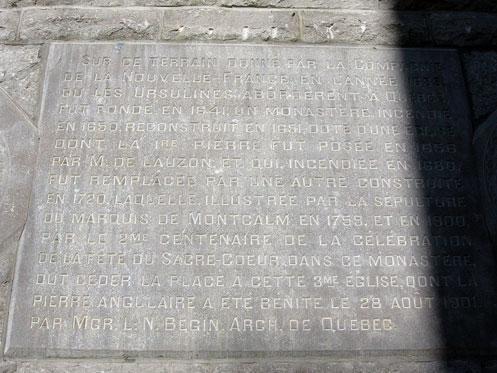 SUR CE TERRAIN DONNÉ PAR LA COMPAGNIE
DE LA NOUVELLE-FRANCE, EN L'ANNÉE
OÙ LES URSULINES ABORDÈRENT À QUÉBEC
FUT FONDÉ EN 1641, UN MONASTÈRE, INCENDIÉ
EN 1650, RECONSTRUIT EN 1651, DOTÉ D'UNE ÉGLISE
DONT LA 1RE PIERRE FUT POSÉE EN 1656
PAR M. DE LAUZON, ET QUI, INCENDIÉE EN 1686,
FUT REMPLACÉE PAR UNE AUTRE CONSTRUITE
EN 1720, LAQUELLE, ILLUSTRÉE PAR LA SÉPULTURE
DU MARQUIS DE MONTCALM EN 1759, ET EN 1900,
PAR LE 2ME CENTENAIRE DE LA CÉLÉBRATION
DE LA FÊTE DU SACRÉ-COEUR, DANS CE MONASTÈRE,
DUT CÉDER LA PLACE À CETTE 3ME ÉGLISE, DONT LA
PIERRE ANGULAIRE A ÉTÉ BÉNITE LE 28 AOÛT 1901,
PAR MGR. L. N. BÉGIN, ARCH. DE QUÉBEC.